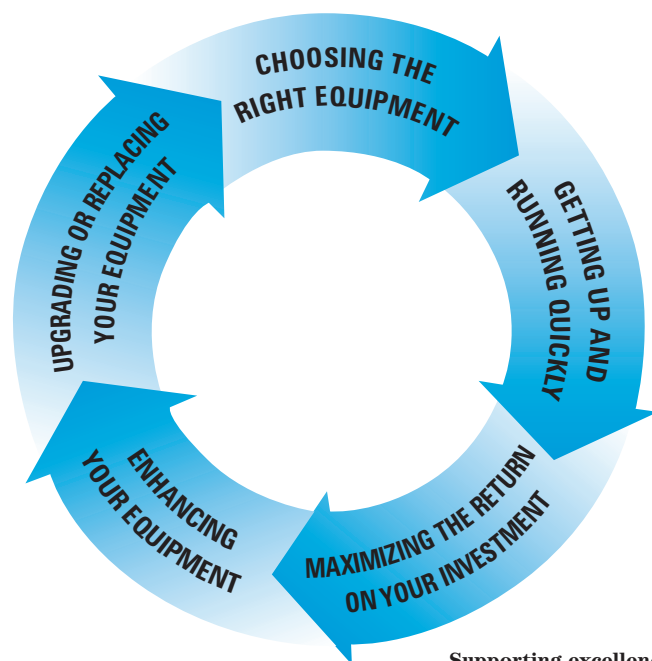 CHOOSING THE
RIGHT EQUIPMENT
GETTING UP AND
RUNNING QUICKLY
MAXIMIZING THE RETURN
ON YOUR INVESTMENT
ENHANCING
YOUR EQUIPMENT
UPGRADING OR REPLACING
YOUR EQUIPMENT
Supporting